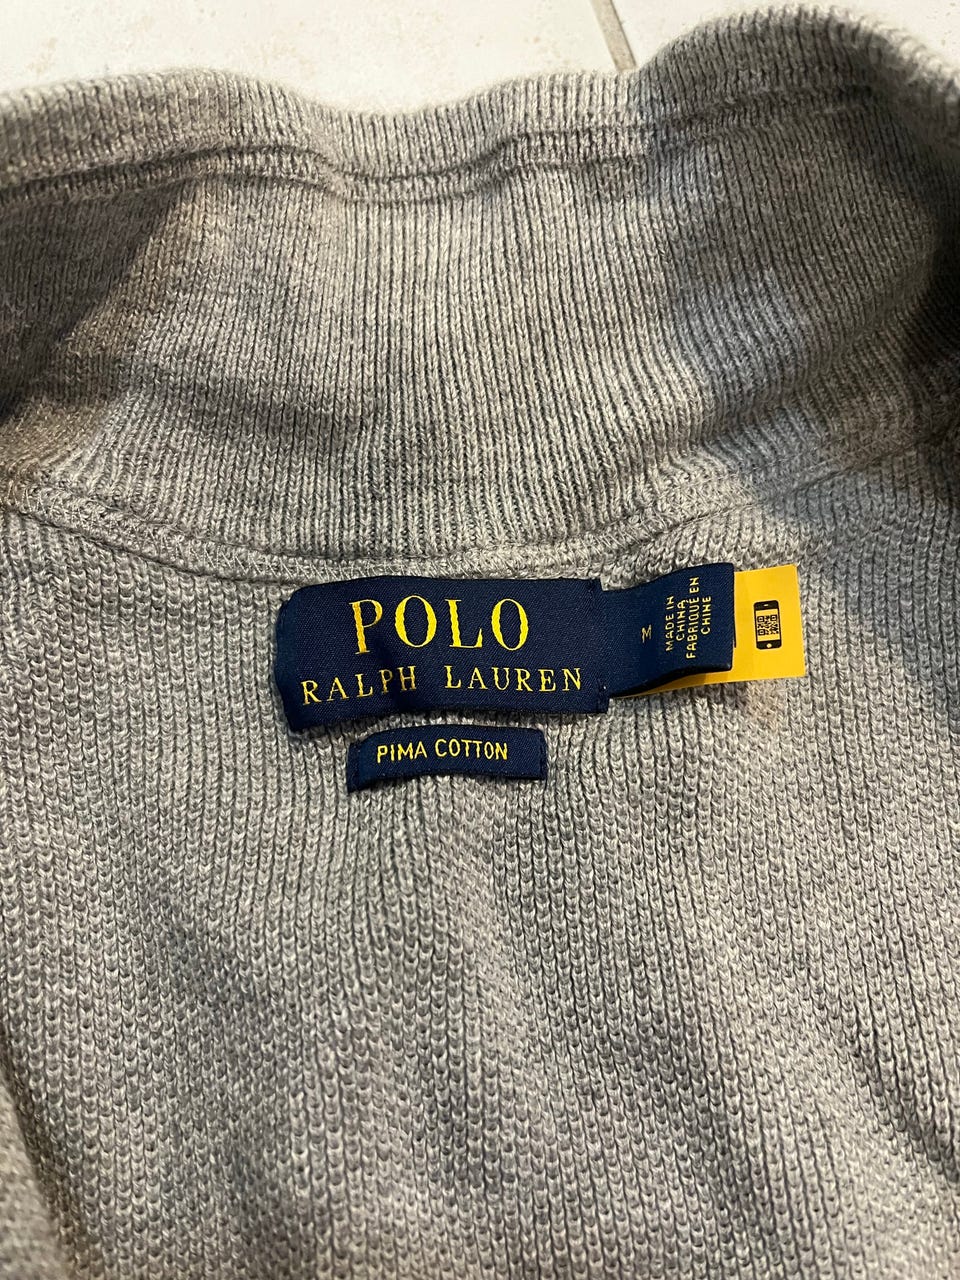 POLO
RALPH LAUREN
PIMA COTTON
M
MADE IN
CHINA
FABRIQUÉ EN
CHINE